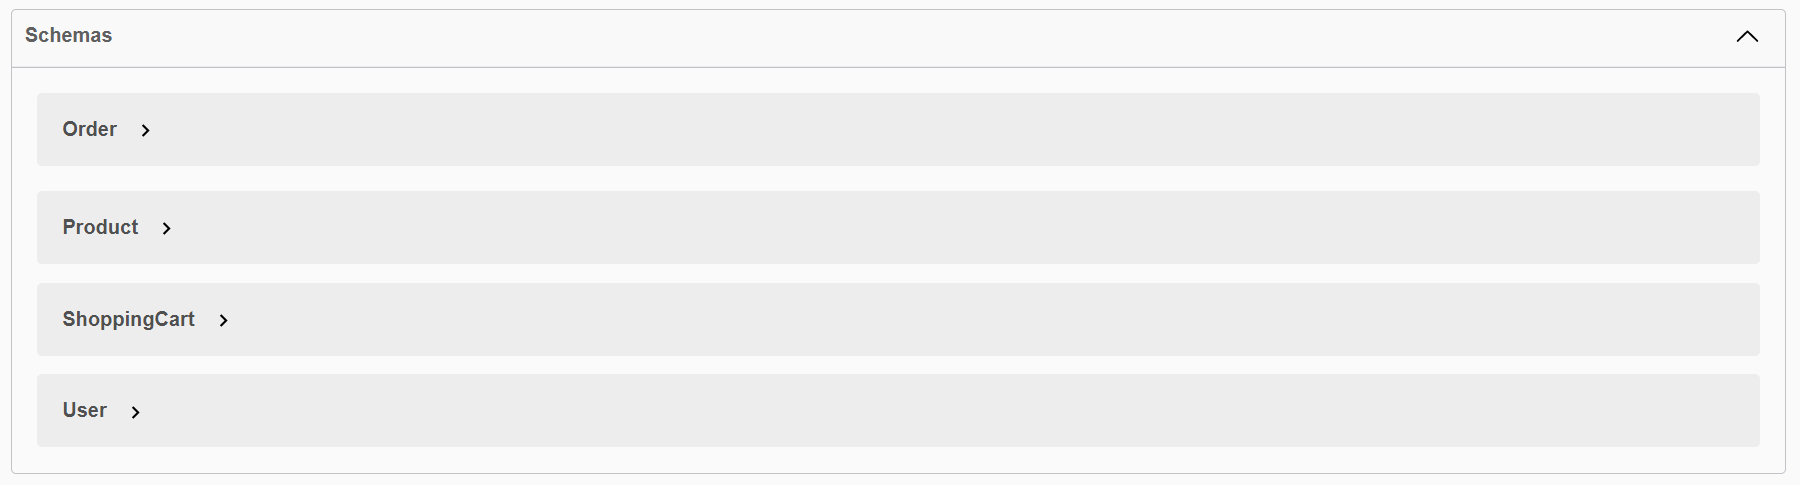 Schemas
Order
Product
ShoppingCart
User